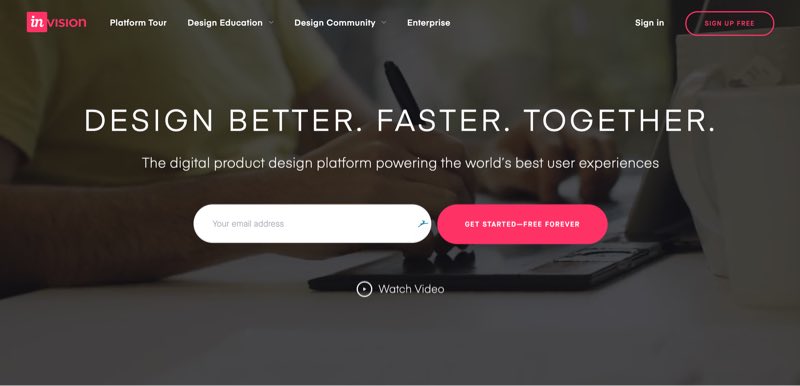 inVISION
Platform Tour
Design Education
Design Community
Enterprise
Sign in
SIGN UP FREE
DESIGN BETTER. FASTER. TOGETHER.
The digital product design platform powering the world's best user experiences
Your email address
GET STARTED—FREE FOREVER
Watch Video